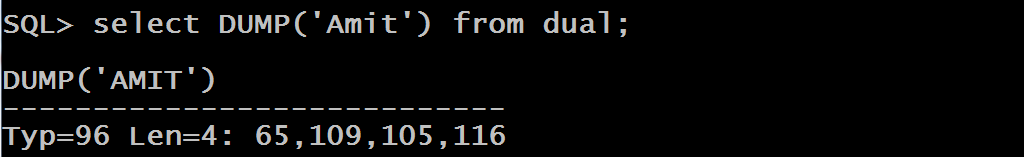 SQL> select DUMP('Amit') from dual;
DUMP('AMIT')
----------------------------
Typ=96 Len=4: 65,109,105,116